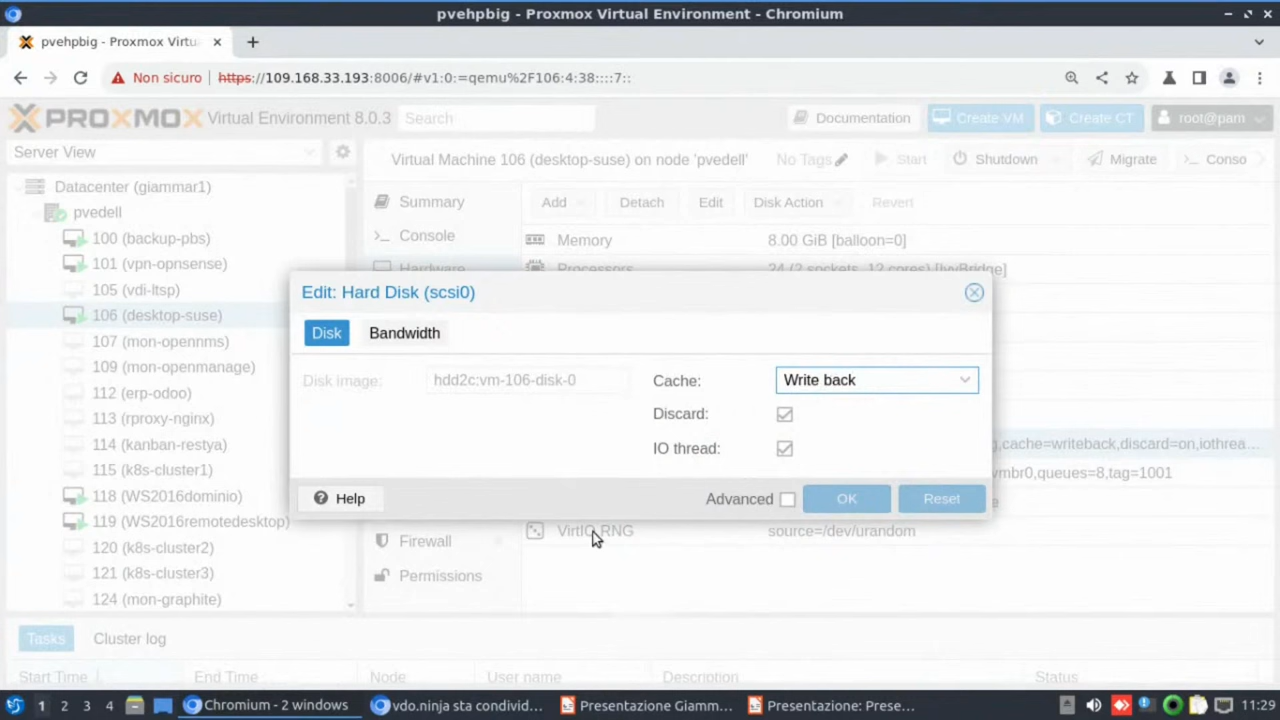 pvehpbig - Proxmox Virtual Environment - Chromium
pvehpbig - Proxmox Virtu
Non sicuro https://109.168.33.193:8006/#v1:0:=qemu%2F106:4:38::::7::
PROXMOX Virtual Environment 8.0.3 Search Documentation Create VM Create CT root@pam
Server View Virtual Machine 106 (desktop-suse) on node 'pvedell' No Tags Start Shutdown Migrate Conso
Datacenter (giammar1)
pvedell
100 (backup-pbs)
101 (vpn-opnsense)
105 (vdi-ltsp)
106 (desktop-suse)
107 (mon-opennms)
109 (mon-openmanage)
112 (erp-odoo)
113 (rproxy-nginx)
114 (kanban-restya)
115 (k8s-cluster1)
118 (WS2016dominio)
119 (WS2016remotedesktop)
120 (k8s-cluster2)
121 (k8s-cluster3)
124 (mon-graphite)
Summary
Console
Hardware
Firewall
Permissions
Add Detach Edit Disk Action Revert
Memory 8.00 GiB [balloon=0]
Processors 24 (2 sockets, 12 cores) [IvyBridge]
g,cache=writeback,discard=on,iothrea...
vmbr0,queues=8,tag=1001
VirtIO RNG source=/dev/urandom
Edit: Hard Disk (scsi0)
Disk Bandwidth
Disk image: hdd2c:vm-106-disk-0 Cache: Write back
Discard:
IO thread:
Help Advanced OK Reset
Tasks Cluster log
Start Time End Time Node: User name Description Status
1 2 3 4 Chromium - 2 windows vdo.ninja sta condivid... Presentazione Giamm... Presentazione: Prese... 11:29